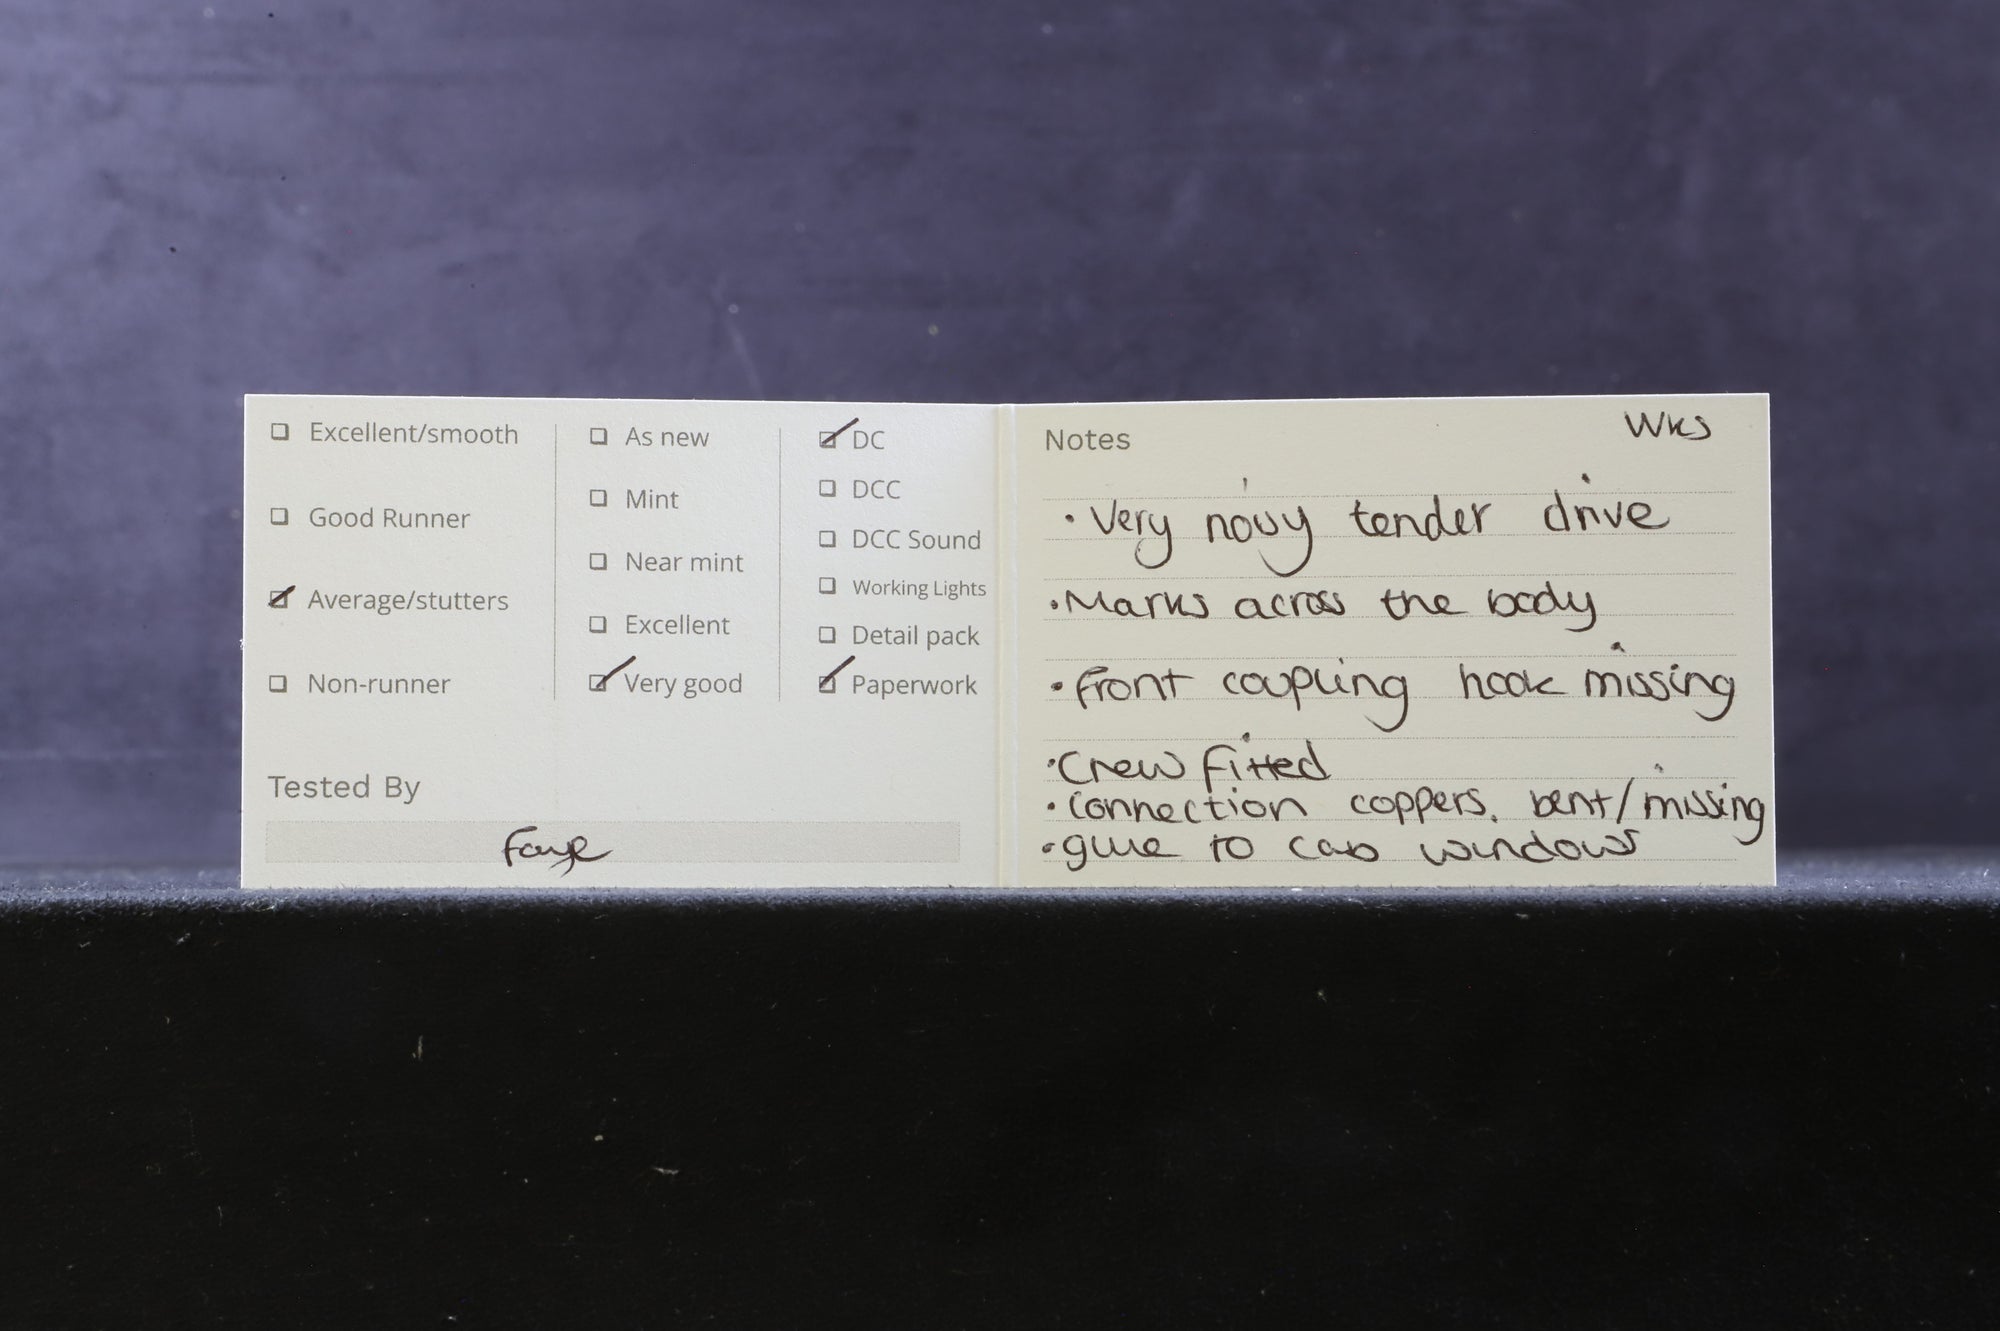 Excellent/smooth
Good Runner
Average/stutters
Non-runner
As new
Mint
Near mint
Excellent
Very good
DC
DCC
DCC Sound
Working Lights
Detail pack
Paperwork
Tested By
Faye
Notes
Wks
• Very noisy tender drive
• Marks across the body
• Front coupling hook missing
• Crew fitted
• Connection coppers. bent/missing
• glue to cab windows